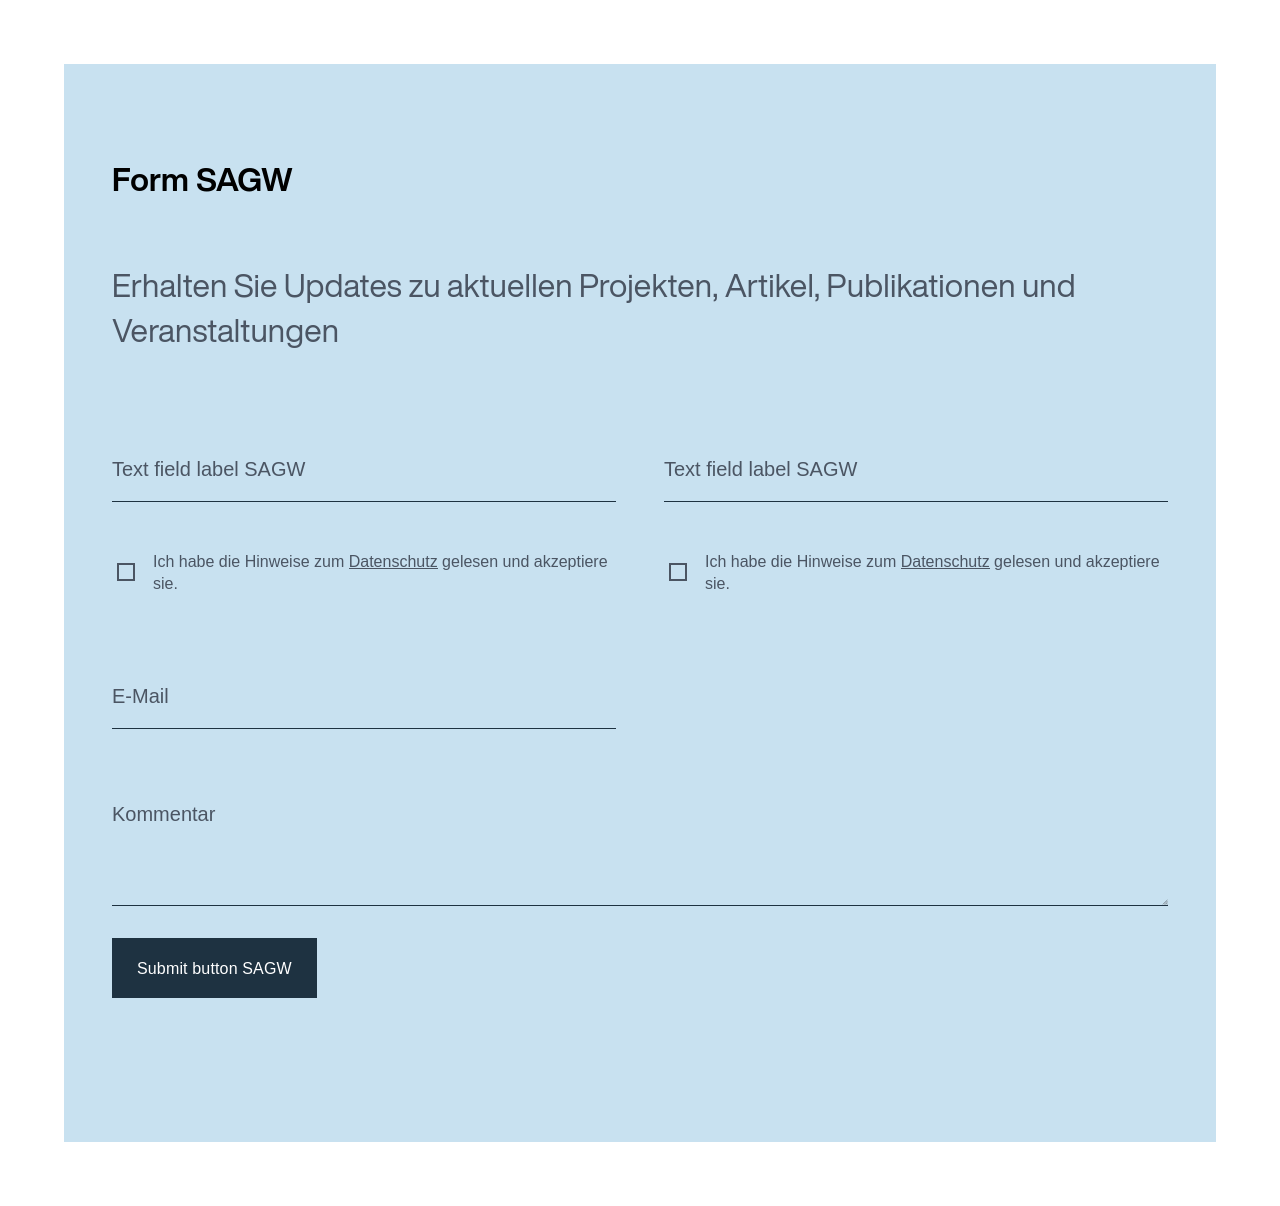 Form SAGW
Erhalten Sie Updates zu aktuellen Projekten, Artikel, Publikationen und
Veranstaltungen
Text field label SAGW
Text field label SAGW
Ich habe die Hinweise zum Datenschutz gelesen und akzeptiere
sie.
Ich habe die Hinweise zum Datenschutz gelesen und akzeptiere
sie.
E-Mail
Kommentar
Submit button SAGW